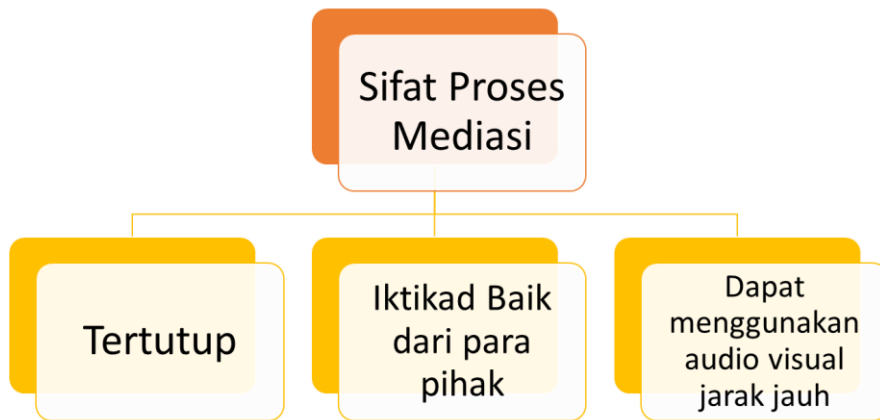 Sifat Proses
Mediasi
Tertutup
Iktikad Baik
dari para
pihak
Dapat
menggunakan
audio visual
jarak jauh